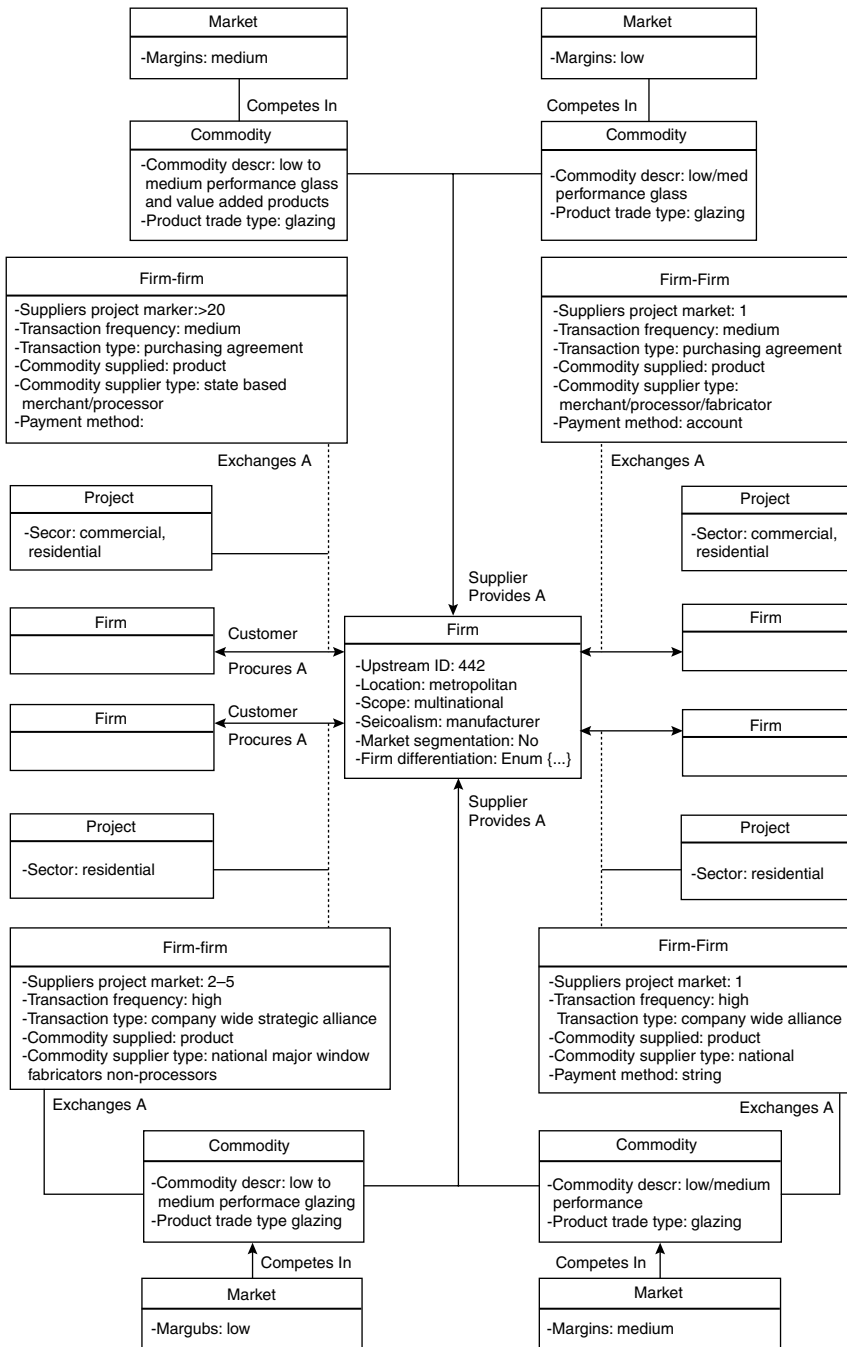 Market
-Margins: medium
Competes In
Commodity
-Commodity descr: low to
medium performance glass
and value added products
-Product trade type: glazing
Market
-Margins: low
Competes In
Commodity
-Commodity descr: low/med
performance glass
-Product trade type: glazing
Firm-firm
-Suppliers project marker:>20
-Transaction frequency: medium
-Transaction type: purchasing agreement
-Commodity supplied: product
-Commodity supplier type: state based
merchant/processor
-Payment method:
Exchanges A
Firm-Firm
-Suppliers project market: 1
-Transaction frequency: medium
-Transaction type: purchasing agreement
-Commodity supplied: product
-Commodity supplier type:
merchant/processor/fabricator
-Payment method: account
Exchanges A
Project
-Secor: commercial,
residential
Project
-Sector: commercial,
residential
Supplier
Provides A
Firm
Customer
Procures A
Firm
Customer
Procures A
Firm
-Upstream ID: 442
-Location: metropolitan
-Scope: multinational
-Seicoalism: manufacturer
-Market segmentation: No
-Firm differentiation: Enum {...}
Firm
Firm
Supplier
Provides A
Project
-Sector: residential
Project
-Sector: residential
Firm-firm
-Suppliers project market: 2–5
-Transaction frequency: high
-Transaction type: company wide strategic alliance
-Commodity supplied: product
-Commodity supplier type: national major window
fabricators non-processors
Exchanges A
Firm-Firm
-Suppliers project market: 1
-Transaction frequency: high
Transaction type: company wide alliance
-Commodity supplied: product
-Commodity supplier type: national
-Payment method: string
Exchanges A
Commodity
-Commodity descr: low to
medium performace glazing
-Product trade type glazing
Competes In
Market
-Margubs: low
Commodity
-Commodity descr: low/medium
performance
-Product trade type: glazing
Competes In
Market
-Margins: medium